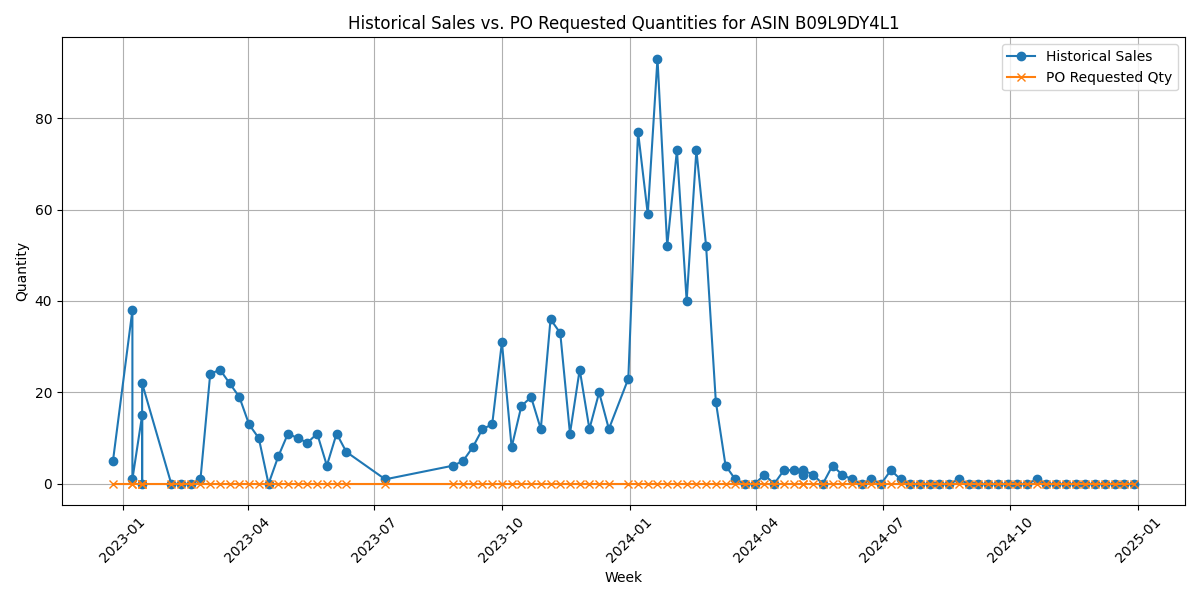 Historical Sales vs. PO Requested Quantities for ASIN B09L9DY4L1
Historical Sales
PO Requested Qty
Quantity
80
60
40
20
0
2023-01
2023-04
2023-07
2023-10
2024-01
2024-04
2024-07
2024-10
2025-01
Week